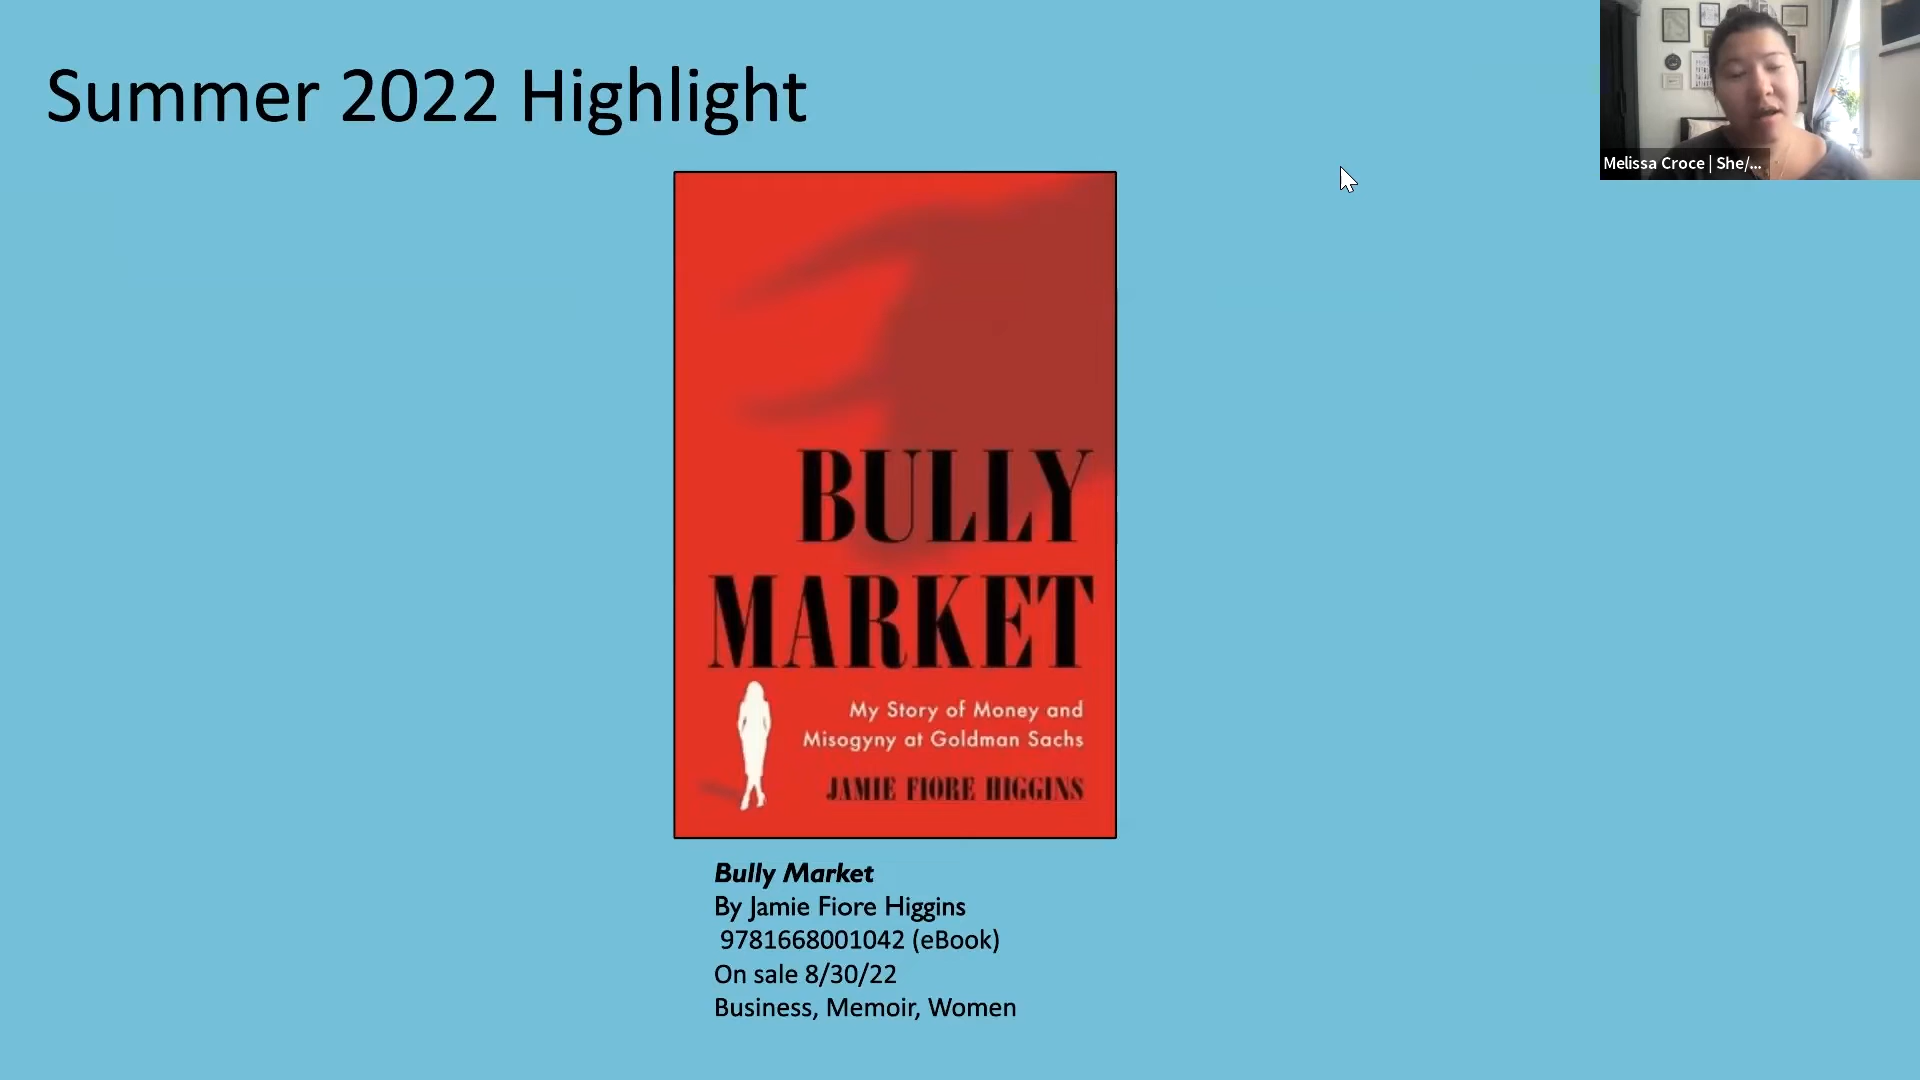 Summer 2022 Highlight
Melissa Croce | She/...
BULLY
MARKET
My Story of Money and
Misogyny at Goldman Sachs
JAMIE FIORE HIGGINS
Bully Market
By Jamie Fiore Higgins
9781668001042 (eBook)
On sale 8/30/22
Business, Memoir, Women